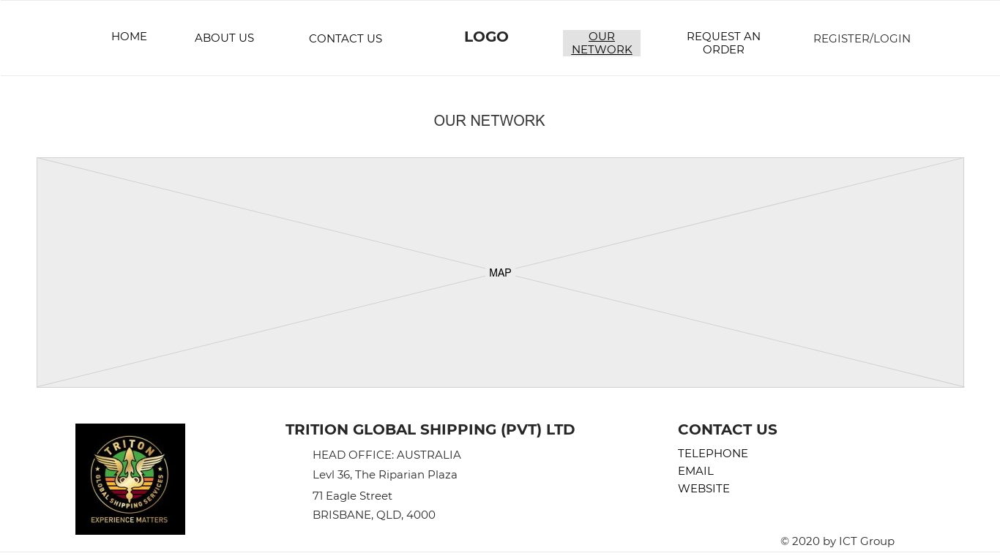 HOME
ABOUT US
CONTACT US
LOGO
OUR
NETWORK
REQUEST AN
ORDER
REGISTER/LOGIN
OUR NETWORK
MAP
TRITON
GLOBAL SHIPPING SERVICES
EXPERIENCE MATTERS
TRITION GLOBAL SHIPPING (PVT) LTD
HEAD OFFICE: AUSTRALIA
Levl 36, The Riparian Plaza
71 Eagle Street
BRISBANE, QLD, 4000
CONTACT US
TELEPHONE
EMAIL
WEBSITE
© 2020 by ICT Group